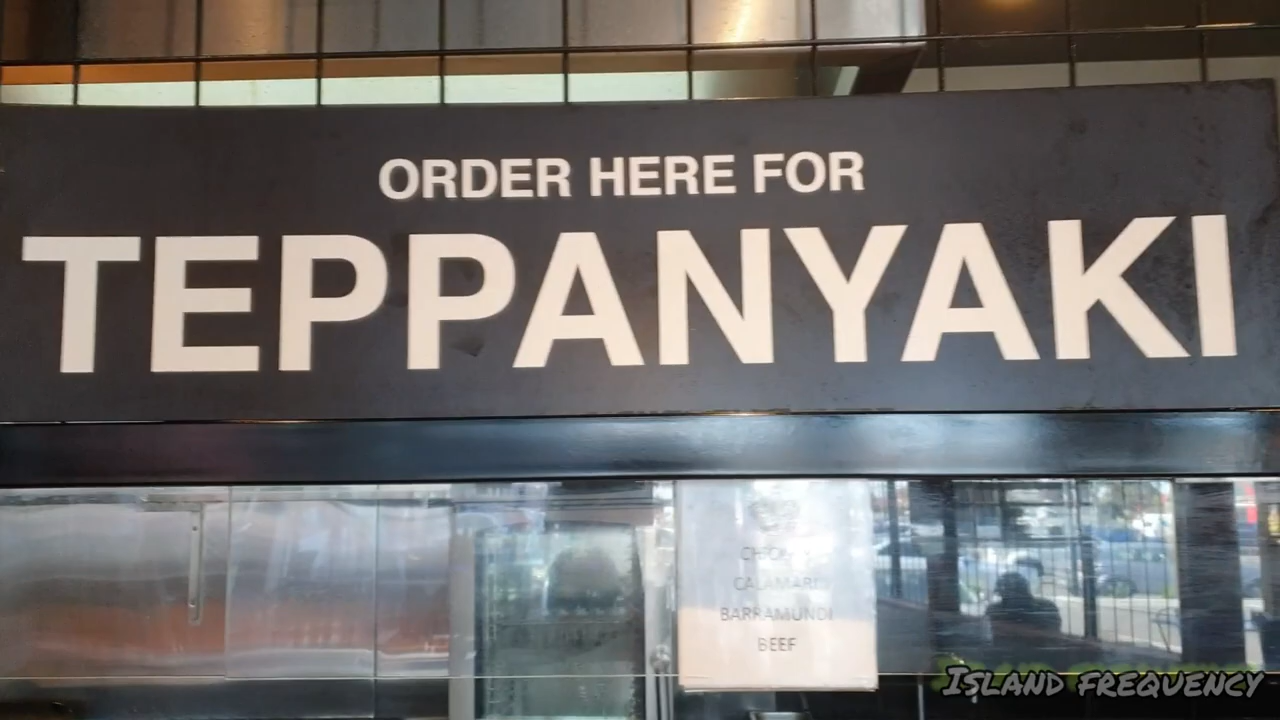 ORDER HERE FOR
TEPPANYAKI
CALAMARI
BARRAMUNDI
BEEF
ISLAND FREQUENCY